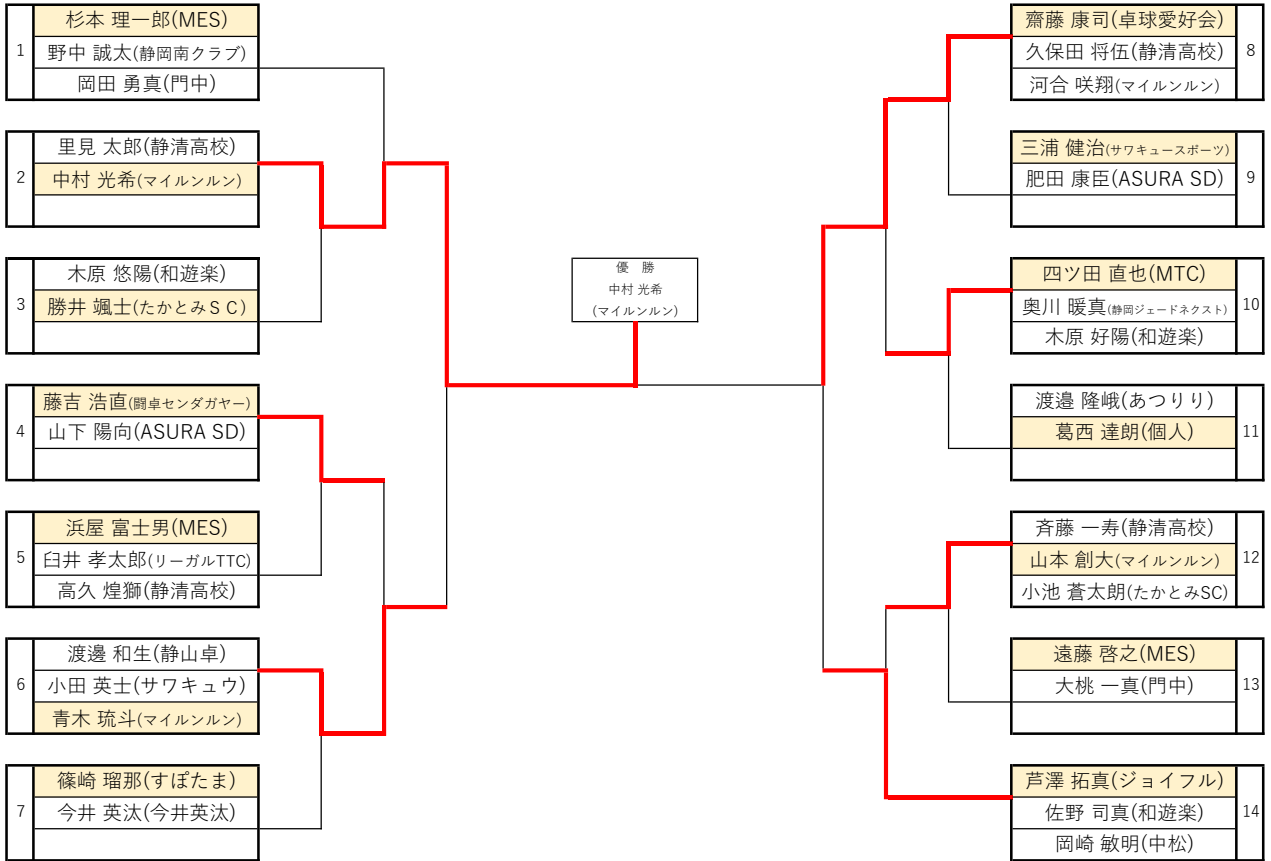 1
杉本 理一郎(MES)
野中 誠太(静岡南クラブ)
岡田 勇真(門中)
2
里見 太郎(静清高校)
中村 光希(マイルンルン)
3
木原 悠陽(和遊楽)
勝井 颯士(たかとみＳＣ)
4
藤吉 浩直(闘卓センダガヤー)
山下 陽向(ASURA SD)
5
浜屋 富士男(MES)
臼井 孝太郎(リーガルTTC)
高久 煌獅(静清高校)
6
渡邊 和生(静山卓)
小田 英士(サワキュウ)
青木 琉斗(マイルンルン)
7
篠崎 瑠那(すぽたま)
今井 英汰(今井英汰)
優　勝
中村 光希
(マイルンルン)
齋藤 康司(卓球愛好会)
久保田 将伍(静清高校)
河合 咲翔(マイルンルン)
8
三浦 健治(サワキュースポーツ)
肥田 康臣(ASURA SD)
9
四ツ田 直也(MTC)
奥川 暖真(静岡ジェードネクスト)
木原 好陽(和遊楽)
10
渡邉 隆峨(あつりり)
葛西 達朗(個人)
11
斉藤 一寿(静清高校)
山本 創大(マイルンルン)
小池 蒼太朗(たかとみSC)
12
遠藤 啓之(MES)
大桃 一真(門中)
13
芦澤 拓真(ジョイフル)
佐野 司真(和遊楽)
岡崎 敏明(中松)
14